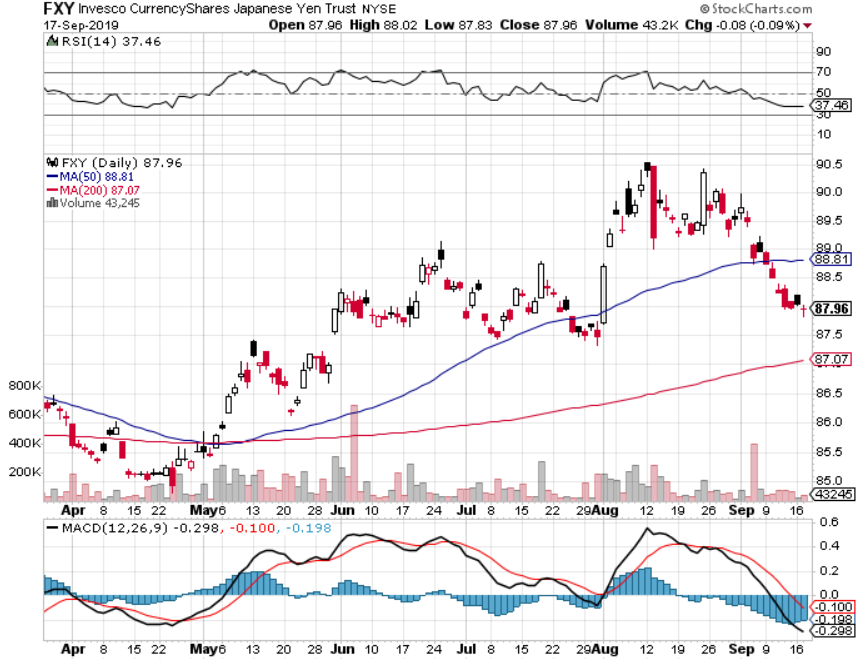 FXY Invesco CurrencyShares Japanese Yen Trust NYSE © StockCharts.com
17-Sep-2019 Open 87.96 High 88.02 Low 87.83 Close 87.96 Volume 43.2K Chg -0.08 (-0.09%)
RSI(14) 37.46
90
70
50
37.46
30
10
FXY (Daily) 87.96
MA(50) 88.81
MA(200) 87.07
Volume 43,245
90.5
90.0
89.5
89.0
88.81
88.5
87.96
87.5
87.07
86.5
86.0
85.5
85.0
800K
600K
400K
200K
43245
Apr 8 15 22 May 6 13 20 28 Jun 10 17 24 Jul 8 15 22 29 Aug 12 19 26 Sep 9 16
MACD(12,26,9) -0.298, -0.100, -0.198
0.6
0.4
0.2
0.0
-0.100
-0.198
-0.298
Apr 8 15 22 May 6 13 20 28 Jun 10 17 24 Jul 8 15 22 29 Aug 12 19 26 Sep 9 16